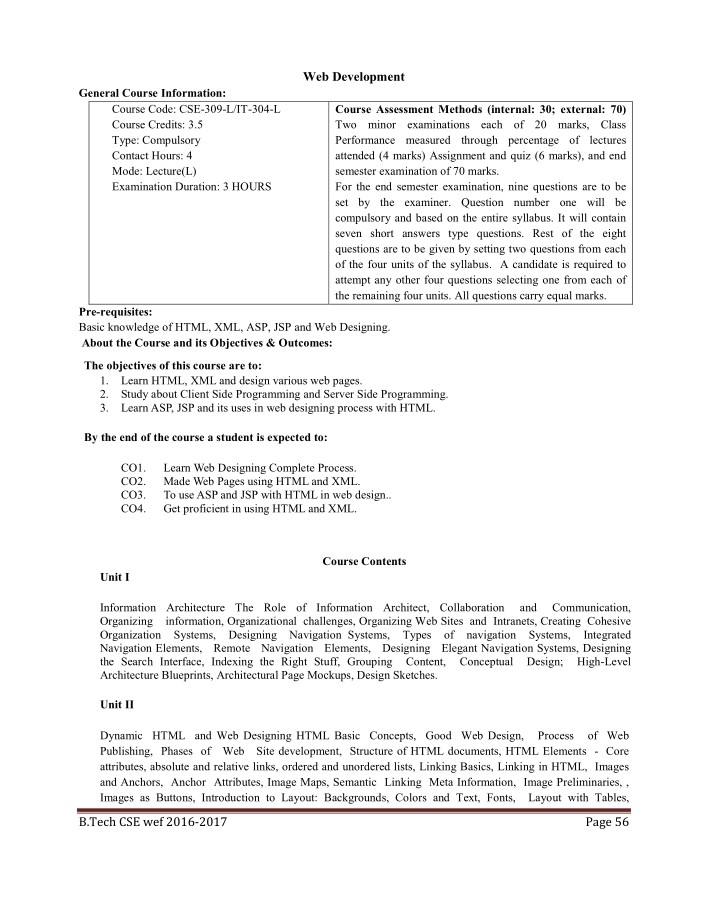 Web Development
General Course Information:
Course Code: CSE-309-L/IT-304-L
Course Credits: 3.5
Type: Compulsory
Contact Hours: 4
Mode: Lecture(L)
Examination Duration: 3 HOURS
Course Assessment Methods (internal: 30; external: 70)
Two minor examinations each of 20 marks, Class
Performance measured through percentage of lectures
attended (4 marks) Assignment and quiz (6 marks), and end
semester examination of 70 marks.
For the end semester examination, nine questions are to be
set by the examiner. Question number one will be
compulsory and based on the entire syllabus. It will contain
seven short answers type questions. Rest of the eight
questions are to be given by setting two questions from each
of the four units of the syllabus. A candidate is required to
attempt any other four questions selecting one from each of
the remaining four units. All questions carry equal marks.
Pre-requisites:
Basic knowledge of HTML, XML, ASP, JSP and Web Designing.
About the Course and its Objectives & Outcomes:
The objectives of this course are to:
1. Learn HTML, XML and design various web pages.
2. Study about Client Side Programming and Server Side Programming.
3. Learn ASP, JSP and its uses in web designing process with HTML.
By the end of the course a student is expected to:
CO1. Learn Web Designing Complete Process.
CO2. Made Web Pages using HTML and XML.
CO3. To use ASP and JSP with HTML in web design..
CO4. Get proficient in using HTML and XML.
Course Contents
Unit I
Information Architecture The Role of Information Architect, Collaboration and Communication,
Organizing information, Organizational challenges, Organizing Web Sites and Intranets, Creating Cohesive
Organization Systems, Designing Navigation Systems, Types of navigation Systems, Integrated
Navigation Elements, Remote Navigation Elements, Designing Elegant Navigation Systems, Designing
the Search Interface, Indexing the Right Stuff, Grouping Content, Conceptual Design; High-Level
Architecture Blueprints, Architectural Page Mockups, Design Sketches.
Unit II
Dynamic HTML and Web Designing HTML Basic Concepts, Good Web Design, Process of Web
Publishing, Phases of Web Site development, Structure of HTML documents, HTML Elements - Core
attributes, absolute and relative links, ordered and unordered lists, Linking Basics, Linking in HTML, Images
and Anchors, Anchor Attributes, Image Maps, Semantic Linking Meta Information, Image Preliminaries, ,
Images as Buttons, Introduction to Layout: Backgrounds, Colors and Text, Fonts, Layout with Tables,
B.Tech CSE wef 2016-2017 Page 56